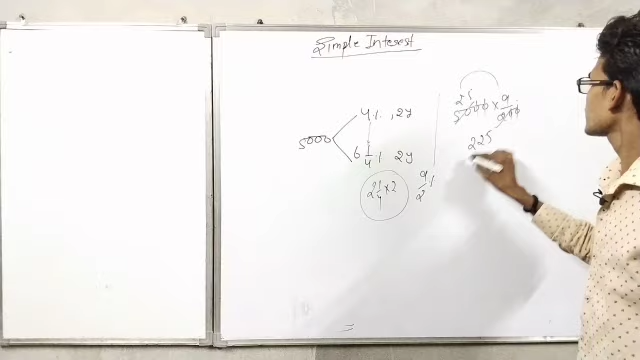 Simple Interest
5000
4%, 2y
6 1/4 % 2y
2 1/4 × 2
9/2 %
25
5000 × 9/200
225